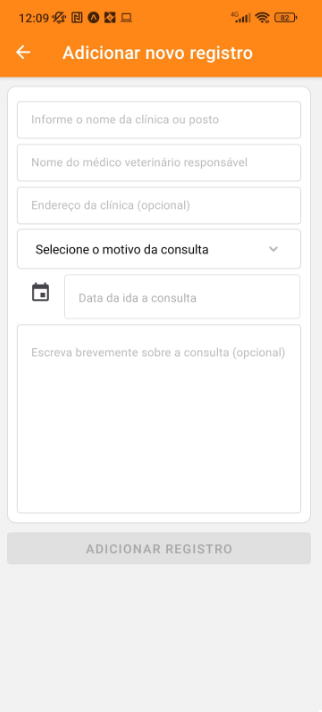 12:09 4G 82
Adicionar novo registro
Informe o nome da clínica ou posto
Nome do médico veterinário responsável
Endereço da clínica (opcional)
Selecione o motivo da consulta
Data da ida a consulta
Escreva brevemente sobre a consulta (opcional)
ADICIONAR REGISTRO